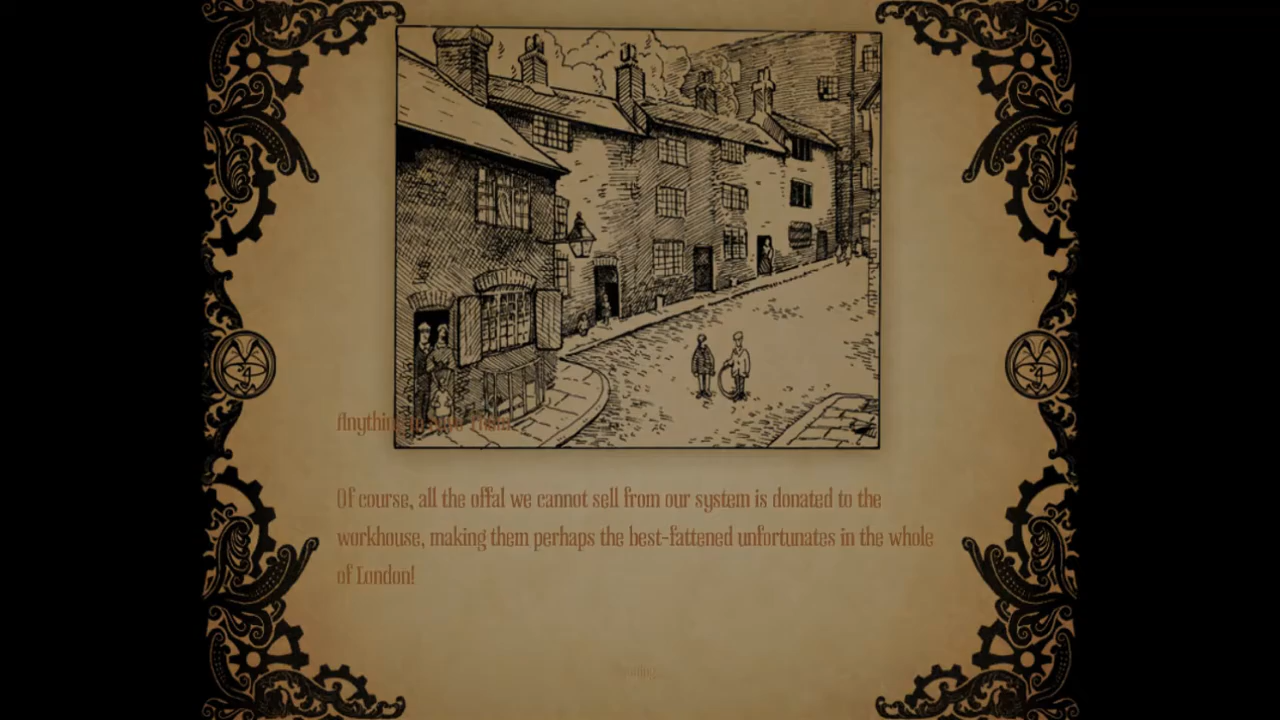 Anything
Of course, all the offal we cannot sell from our system is donated to the
workhouse, making them perhaps the best-fattened unfortunates in the whole
of London!